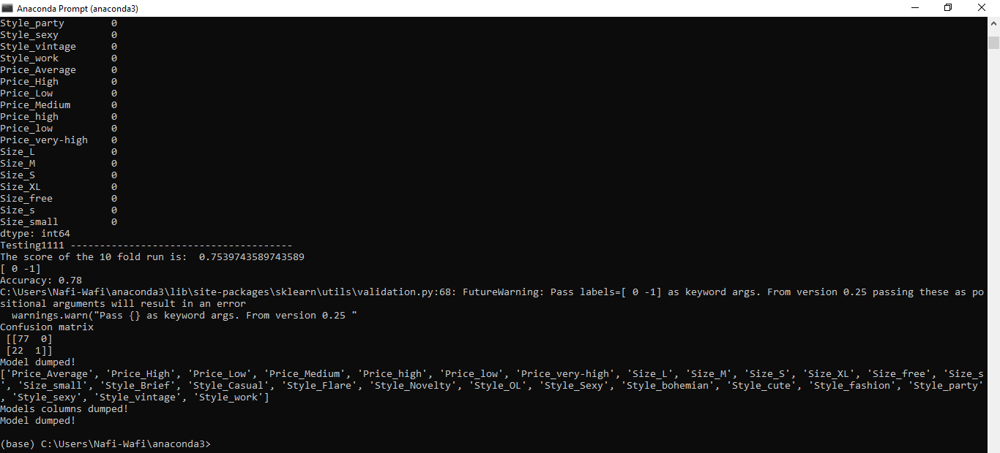 Anaconda Prompt (anaconda3)
Style_party 0
Style_sexy 0
Style_vintage 0
Style_work 0
Price_Average 0
Price_High 0
Price_Low 0
Price_Medium 0
Price_high 0
Price_low 0
Price_very-high 0
Size_L 0
Size_M 0
Size_S 0
Size_XL 0
Size_free 0
Size_s 0
Size_small 0
dtype: int64
Testing1111 --------------------------------------
The score of the 10 fold run is:  0.7539743589743589
[ 0 -1]
Accuracy: 0.78
C:\Users\Nafi-Wafi\anaconda3\lib\site-packages\sklearn\utils\validation.py:68: FutureWarning: Pass labels=[ 0 -1] as keyword args. From version 0.25 passing these as po
sitional arguments will result in an error
  warnings.warn("Pass {} as keyword args. From version 0.25 "
Confusion matrix
 [[77  0]
 [22  1]]
Model dumped!
['Price_Average', 'Price_High', 'Price_Low', 'Price_Medium', 'Price_high', 'Price_low', 'Price_very-high', 'Size_L', 'Size_M', 'Size_S', 'Size_XL', 'Size_free', 'Size_s
', 'Size_small', 'Style_Brief', 'Style_Casual', 'Style_Flare', 'Style_Novelty', 'Style_OL', 'Style_Sexy', 'Style_bohemian', 'Style_cute', 'Style_fashion', 'Style_party'
, 'Style_sexy', 'Style_vintage', 'Style_work']
Models columns dumped!
Model dumped!
(base) C:\Users\Nafi-Wafi\anaconda3>